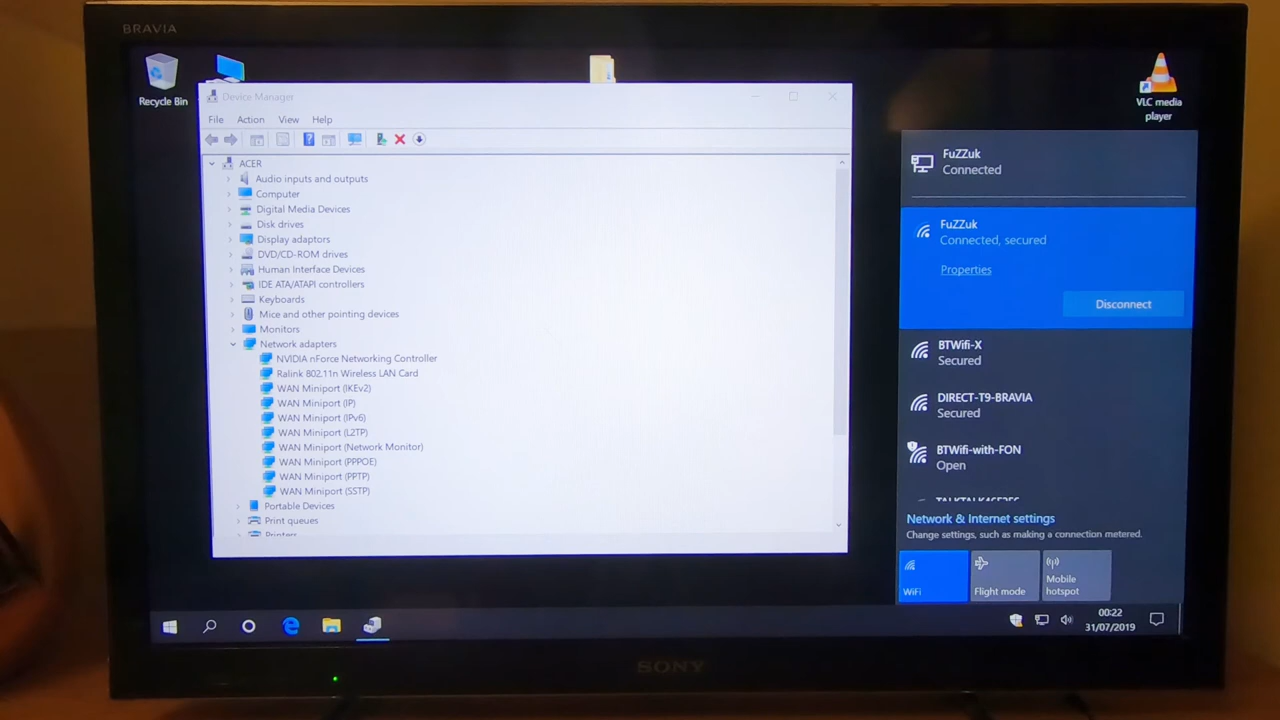 BRAVIA
Recycle Bin
VLC media
player
Device Manager
File Action View Help
ACER
Audio inputs and outputs
Computer
Digital Media Devices
Disk drives
Display adaptors
DVD/CD-ROM drives
Human Interface Devices
IDE ATA/ATAPI controllers
Keyboards
Mice and other pointing devices
Monitors
Network adapters
NVIDIA nForce Networking Controller
Ralink 802.11n Wireless LAN Card
WAN Miniport (IKEv2)
WAN Miniport (IP)
WAN Miniport (IPv6)
WAN Miniport (L2TP)
WAN Miniport (Network Monitor)
WAN Miniport (PPPOE)
WAN Miniport (PPTP)
WAN Miniport (SSTP)
Portable Devices
Print queues
Printers
FuZZuk
Connected
FuZZuk
Connected, secured
Properties
Disconnect
BTWifi-X
Secured
DIRECT-T9-BRAVIA
Secured
BTWifi-with-FON
Open
Network & Internet settings
Change settings, such as making a connection metered.
WiFi
Flight mode
Mobile
hotspot
00:22
31/07/2019
SONY